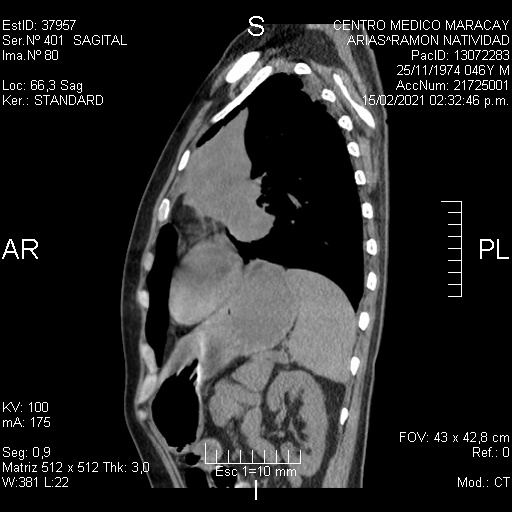 EstID: 37957
Ser.Nº 401 SAGITAL
Ima.Nº 80
Loc: 66,3 Sag
Ker.: STANDARD
S
CENTRO MEDICO MARACAY
ARIAS^RAMON NATIVIDAD
PacID: 13072283
25/11/1974 046Y M
AccNum: 21725001
15/02/2021 02:32:46 p.m.
AR
PL
KV: 100
mA: 175
Seg: 0,9
Matriz 512 x 512 Thk: 3,0
W:381 L:22
Esc 1=10 mm
I
FOV: 43 x 42,8 cm
Ref.: 0
Mod.: CT